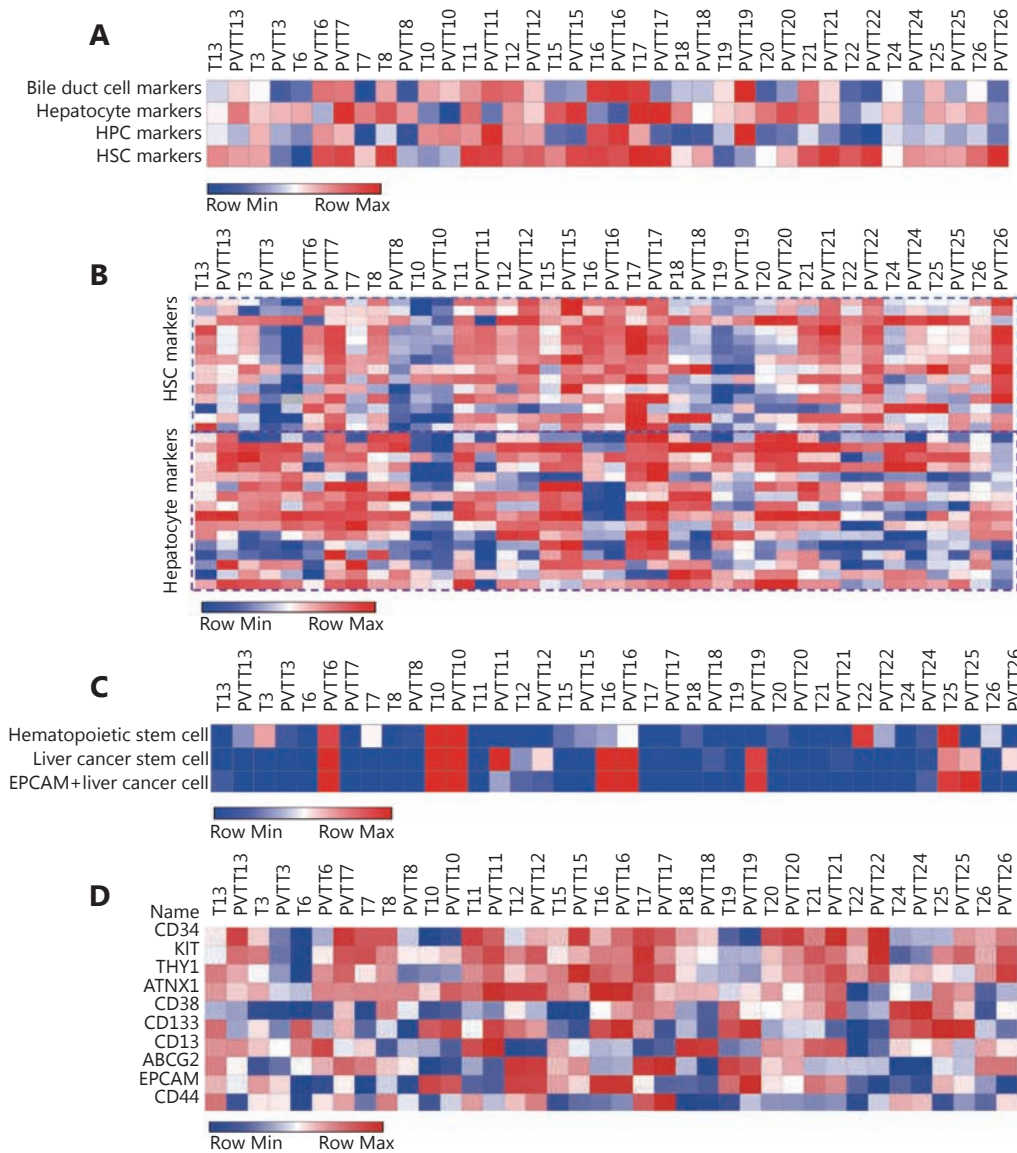 A
T13 PVTT13 T3 PVTT3 T6 PVTT6 PVTT7 T7 T8 PVTT8 T10 PVTT10 T11 PVTT11 T12 PVTT12 T15 PVTT15 T16 PVTT16 T17 PVTT17 P18 PVTT18 T19 PVTT19 T20 PVTT20 T21 PVTT21 T22 PVTT22 T24 PVTT24 T25 PVTT25 T26 PVTT26
Bile duct cell markers
Hepatocyte markers
HPC markers
HSC markers
Row Min Row Max
B
T13 PVTT13 T3 PVTT3 T6 PVTT6 PVTT7 T7 T8 PVTT8 T10 PVTT10 T11 PVTT11 T12 PVTT12 T15 PVTT15 T16 PVTT16 T17 PVTT17 P18 PVTT18 T19 PVTT19 T20 PVTT20 T21 PVTT21 T22 PVTT22 T24 PVTT24 T25 PVTT25 T26 PVTT26
HSC markers
Hepatocyte markers
Row Min Row Max
C
T13 PVTT13 T3 PVTT3 T6 PVTT6 PVTT7 T7 T8 PVTT8 T10 PVTT10 T11 PVTT11 T12 PVTT12 T15 PVTT15 T16 PVTT16 T17 PVTT17 P18 PVTT18 T19 PVTT19 T20 PVTT20 T21 PVTT21 T22 PVTT22 T24 PVTT24 T25 PVTT25 T26 PVTT26
Hematopoietic stem cell
Liver cancer stem cell
EPCAM+liver cancer cell
Row Min Row Max
D
T13 PVTT13 T3 PVTT3 T6 PVTT6 PVTT7 T7 T8 PVTT8 T10 PVTT10 T11 PVTT11 T12 PVTT12 T15 PVTT15 T16 PVTT16 T17 PVTT17 P18 PVTT18 T19 PVTT19 T20 PVTT20 T21 PVTT21 T22 PVTT22 T24 PVTT24 T25 PVTT25 T26 PVTT26
Name
CD34
KIT
THY1
ATNX1
CD38
CD133
CD13
ABCG2
EPCAM
CD44
Row Min Row Max